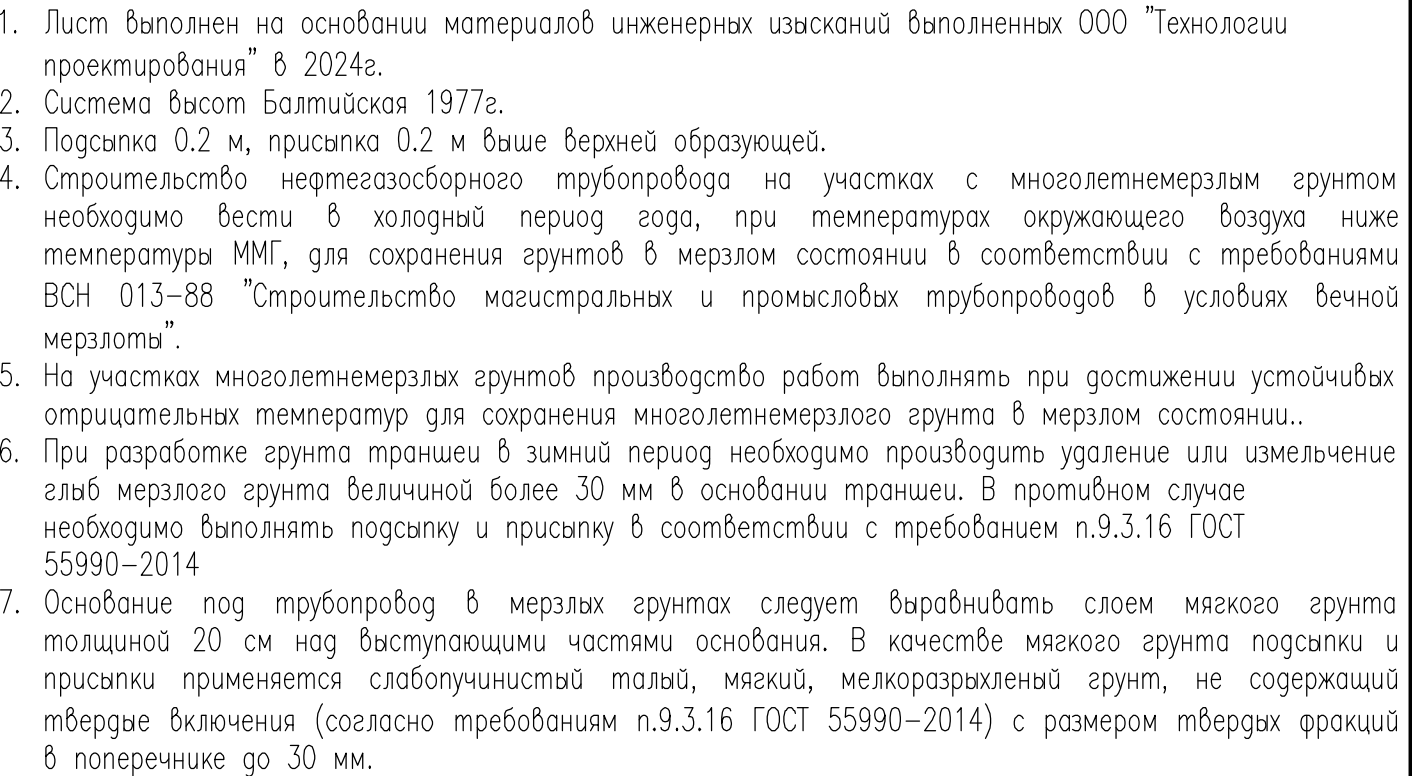 1. Лист выполнен на основании материалов инженерных изысканий выполненных ООО "Технологии
проектирования" в 2024г.
2. Система высот Балтийская 1977г.
3. Подсыпка 0.2 м, присыпка 0.2 м выше верхней образующей.
4. Строительство нефтегазосборного трубопровода на участках с многолетнемерзлым грунтом
необходимо вести в холодный период года, при температурах окружающего воздуха ниже
температуры ММГ, для сохранения грунтов в мерзлом состоянии в соответствии с требованиями
ВСН 013-88 "Строительство магистральных и промысловых трубопроводов в условиях вечной
мерзлоты".
5. На участках многолетнемерзлых грунтов производство работ выполнять при достижении устойчивых
отрицательных температур для сохранения многолетнемерзлого грунта в мерзлом состоянии..
6. При разработке грунта траншеи в зимний период необходимо производить удаление или измельчение
глыб мерзлого грунта величиной более 30 мм в основании траншеи. В противном случае
необходимо выполнять подсыпку и присыпку в соответствии с требованием п.9.3.16 ГОСТ
55990-2014
7. Основание под трубопровод в мерзлых грунтах следует выравнивать слоем мягкого грунта
толщиной 20 см над выступающими частями основания. В качестве мягкого грунта подсыпки и
присыпки применяется слабопучинистый талый, мягкий, мелкоразрыхленый грунт, не содержащий
твердые включения (согласно требованиям п.9.3.16 ГОСТ 55990-2014) с размером твердых фракций
в поперечнике до 30 мм.